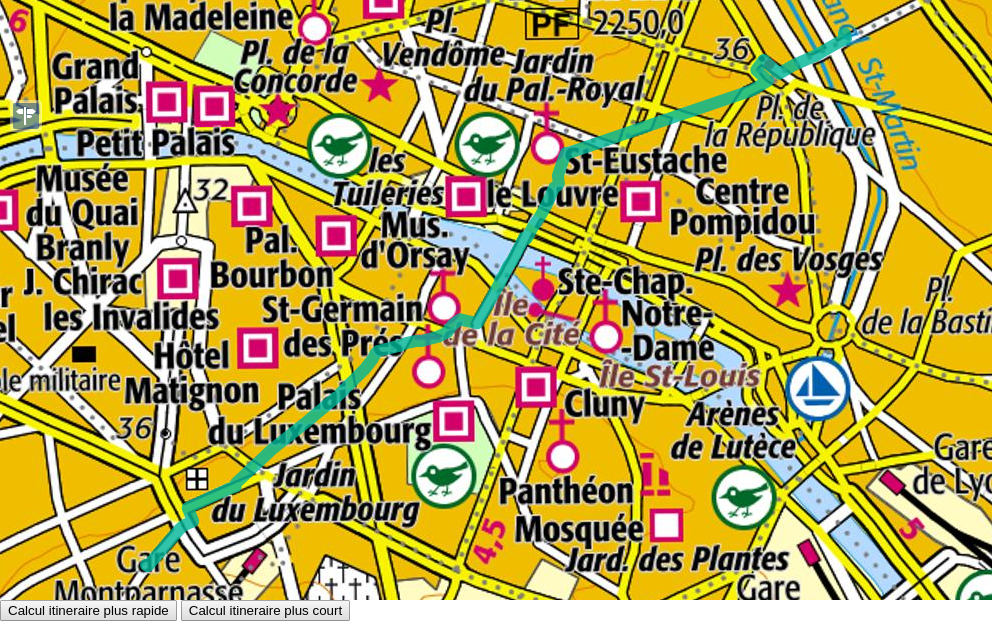 6
la Madeleine
Pl.
Vendôme
PF 2250,0
36
canal
St-Martin
Pl. de la
Concorde
Jardin
du Pal.-Royal
Grand
Palais
Petit Palais
Pl. de
la République
les
Tuileries
St-Eustache
le Louvre
Centre
Pompidou
Musée
du Quai
Branly
J. Chirac
32
Pal.
Bourbon
Mus.
d'Orsay
Pl. des Vosges
Ste-Chap.
les Invalides
St-Germain
des Prés
Île
de la Cité
Notre-
-Dame
Pl.
de la Basti
Hôtel
Matignon
le militaire
Île St-Louis
36
Palais
du Luxembourg
Cluny
Arènes
de Lutèce
Jardin
du Luxembourg
Panthéon
Gare
de Lyo
4,5
Mosquée
5
Jard. des Plantes
Gare
Montparnasse
Gare
Calcul itineraire plus rapide
Calcul itineraire plus court